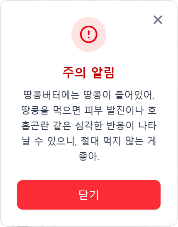 주의 알림
땅콩버터에는 땅콩이 들어있어.
땅콩을 먹으면 피부 발진이나 호
흡곤란 같은 심각한 반응이 나타
날 수 있으니, 절대 먹지 않는 게
좋아.
닫기